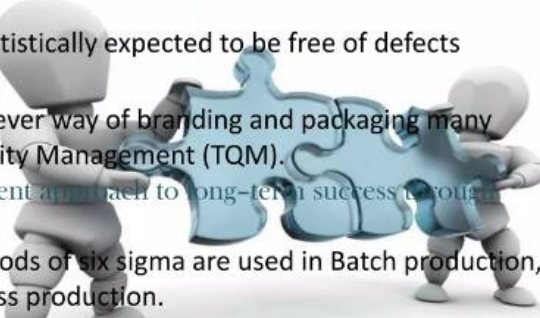 tistically expected to be free of defects
ever way of branding and packaging many
ity Management (TQM).
ent approach to long-term success through
ods of six sigma are used in Batch production,
ss production.